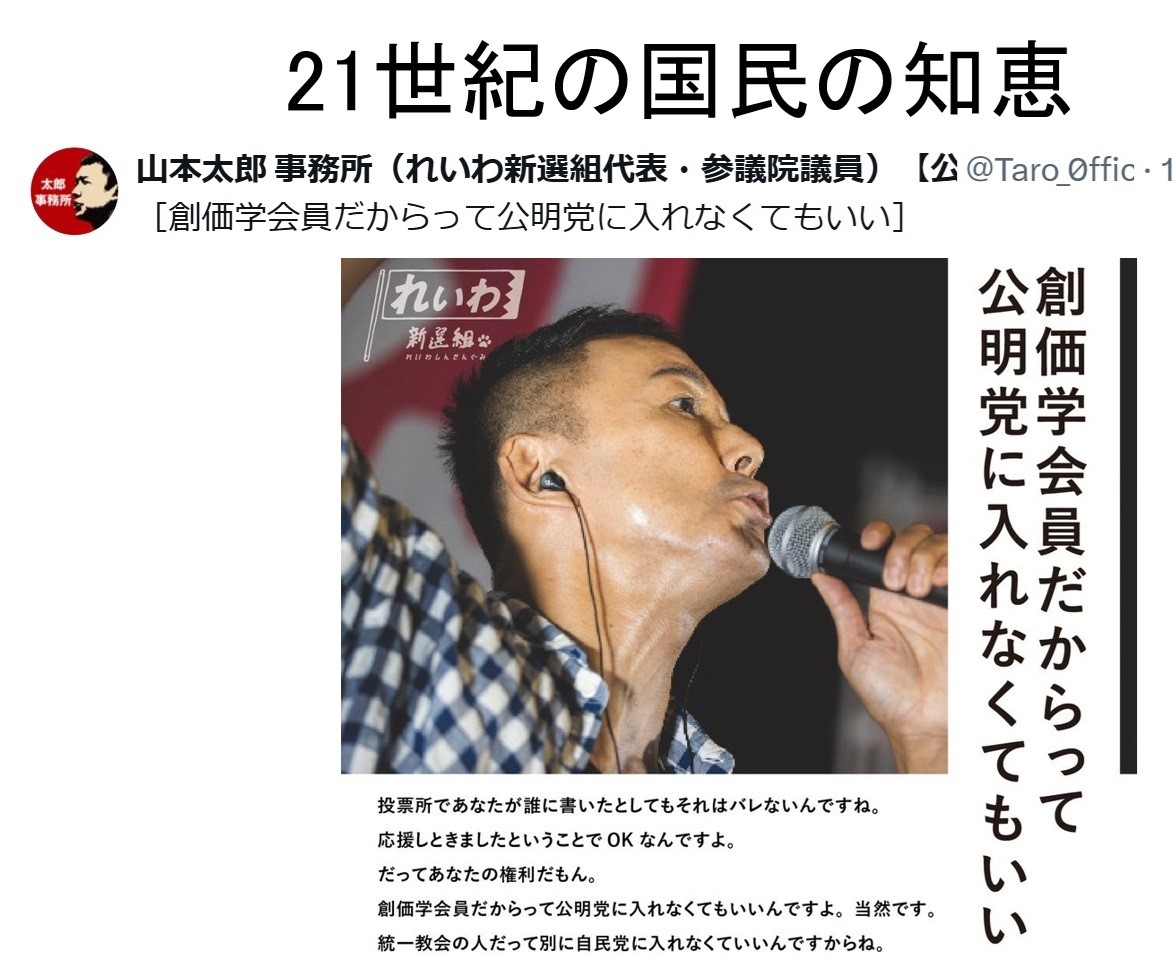 21世紀の国民の知恵
太郎
事務所
山本太郎 事務所（れいわ新選組代表・参議院議員）【公 @Taro_Øffic · 1
［創価学会員だからって公明党に入れなくてもいい］
れいわ
新選組
れいわしんせんぐみ
創価学会員だからって
公明党に入れなくてもいい
投票所であなたが誰に書いたとしてもそれはバレないんですね。
応援しときましたということで OK なんですよ。
だってあなたの権利だもん。
創価学会員だからって公明党に入れなくてもいいんですよ。当然です。
統一教会の人だって別に自民党に入れなくていいんですからね。